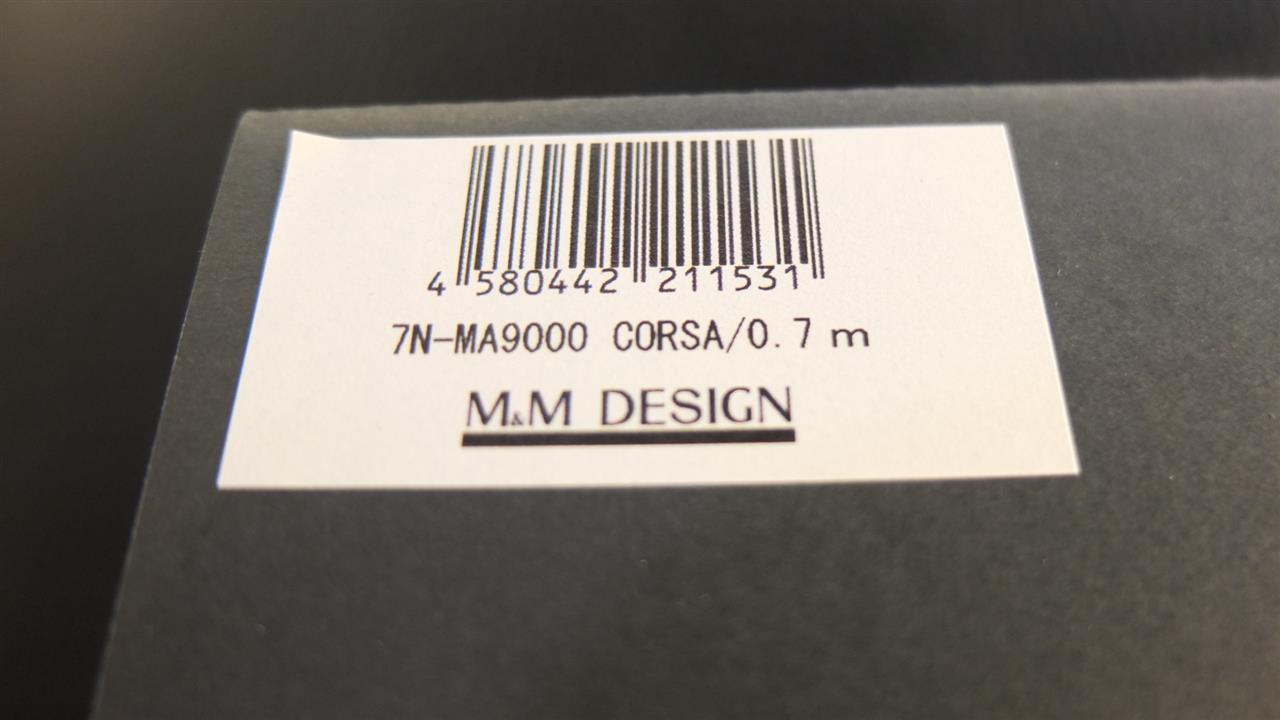 4 580442 211531
7N-MA9000 CORSA/0.7 m
M&M DESIGN